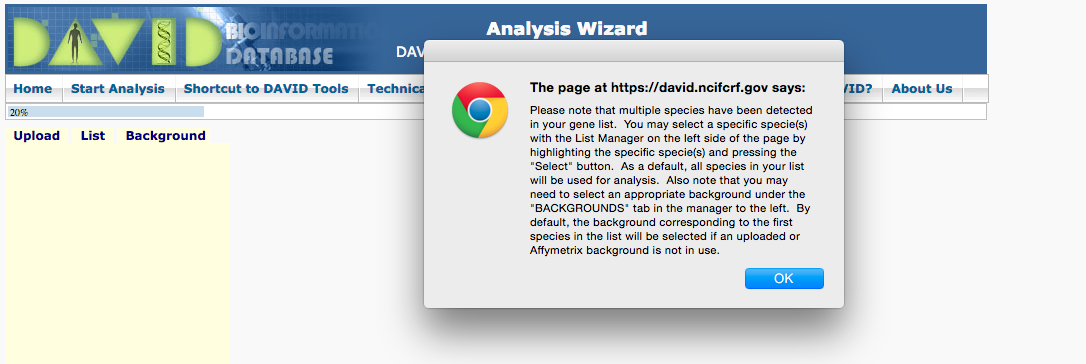 DAVID BIOINFORMATI
DATABASE
Analysis Wizard
DAV
Home Start Analysis Shortcut to DAVID Tools Technica VID? About Us
20%
Upload List Background
The page at https://david.ncifcrf.gov says:
Please note that multiple species have been detected
in your gene list. You may select a specific specie(s)
with the List Manager on the left side of the page by
highlighting the specific specie(s) and pressing the
"Select" button. As a default, all species in your list
will be used for analysis. Also note that you may
need to select an appropriate background under the
"BACKGROUNDS" tab in the manager to the left. By
default, the background corresponding to the first
species in the list will be selected if an uploaded or
Affymetrix background is not in use.
OK